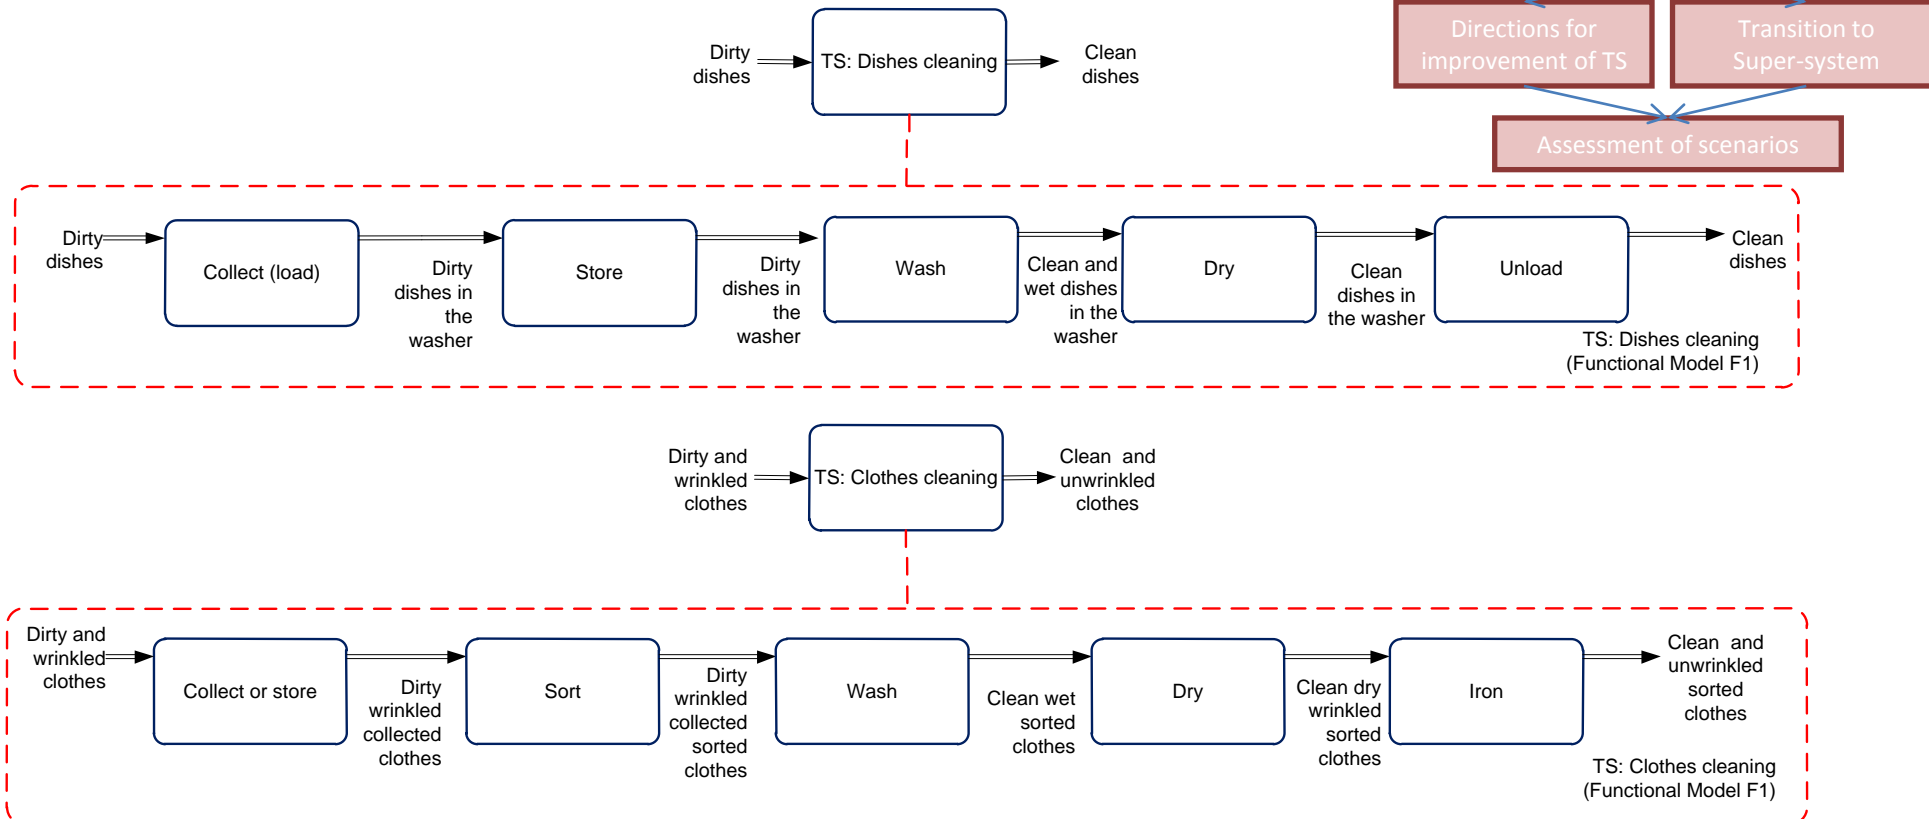 Directions for
improvement of TS
Transition to
Super-system
Assessment of scenarios
Dirty
dishes
TS: Dishes cleaning
Clean
dishes
Dirty
dishes
Collect (load)
Dirty
dishes in
the
washer
Store
Dirty
dishes in
the
washer
Wash
Clean and
wet dishes
in the
washer
Dry
Clean
dishes in
the washer
Unload
Clean
dishes
TS: Dishes cleaning
(Functional Model F1)
Dirty and
wrinkled
clothes
TS: Clothes cleaning
Clean and
unwrinkled
clothes
Dirty and
wrinkled
clothes
Collect or store
Dirty
wrinkled
collected
clothes
Sort
Dirty
wrinkled
collected
sorted
clothes
Wash
Clean wet
sorted
clothes
Dry
Clean dry
wrinkled
sorted
clothes
Iron
Clean and
unwrinkled
sorted
clothes
TS: Clothes cleaning
(Functional Model F1)